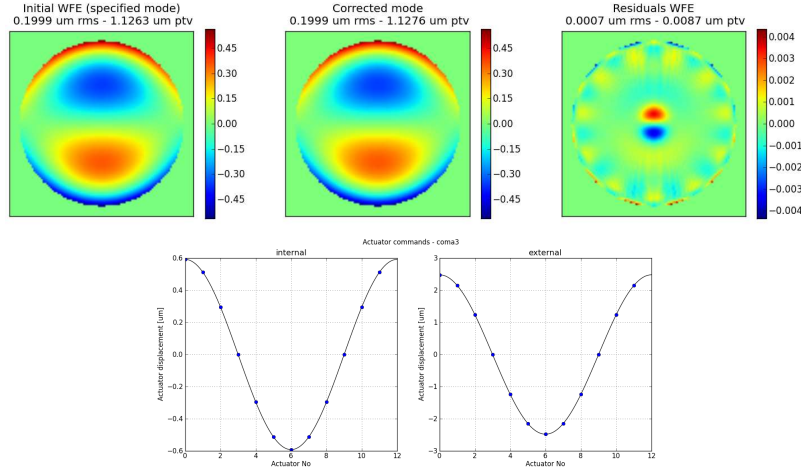 Initial WFE (specified mode)
0.1999 um rms - 1.1263 um ptv
Corrected mode
0.1999 um rms - 1.1276 um ptv
Residuals WFE
0.0007 um rms - 0.0087 um ptv
0.45
0.30
0.15
0.00
−0.15
−0.30
−0.45
0.45
0.30
0.15
0.00
−0.15
−0.30
−0.45
0.004
0.003
0.002
0.001
0.000
−0.001
−0.002
−0.003
−0.004
Actuator commands - coma3
internal
external
Actuator displacement [um]
0.6
0.4
0.2
0.0
−0.2
−0.4
−0.6
0 2 4 6 8 10 12
Actuator No
Actuator displacement [um]
3
2
1
0
−1
−2
−3
0 2 4 6 8 10 12
Actuator No